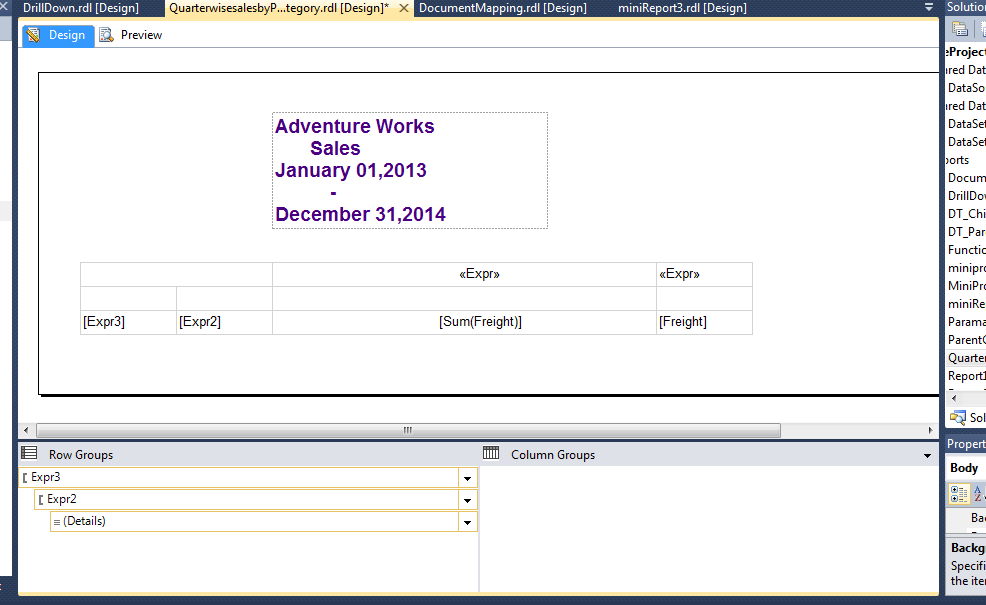 DrillDown.rdl [Design]
QuarterwisesalesbyP...tegory.rdl [Design]*
DocumentMapping.rdl [Design]
miniReport3.rdl [Design]
Solution
Design
Preview
eProject
Adventure Works
Sales
January 01,2013
-
December 31,2014
«Expr» «Expr»
[Expr3] [Expr2] [Sum(Freight)] [Freight]
ared Dat
DataSo
ared Dat
DataSet
DataSet
ports
Docum
DrillDov
DT_Chi
DT_Par
Functio
minipro
MiniPro
miniRe
Parama
ParentC
Quarter
Report1
Sol
Row Groups
Column Groups
Expr3
Expr2
(Details)
Propert
Body
Bac
Backg
Specifi
the ite